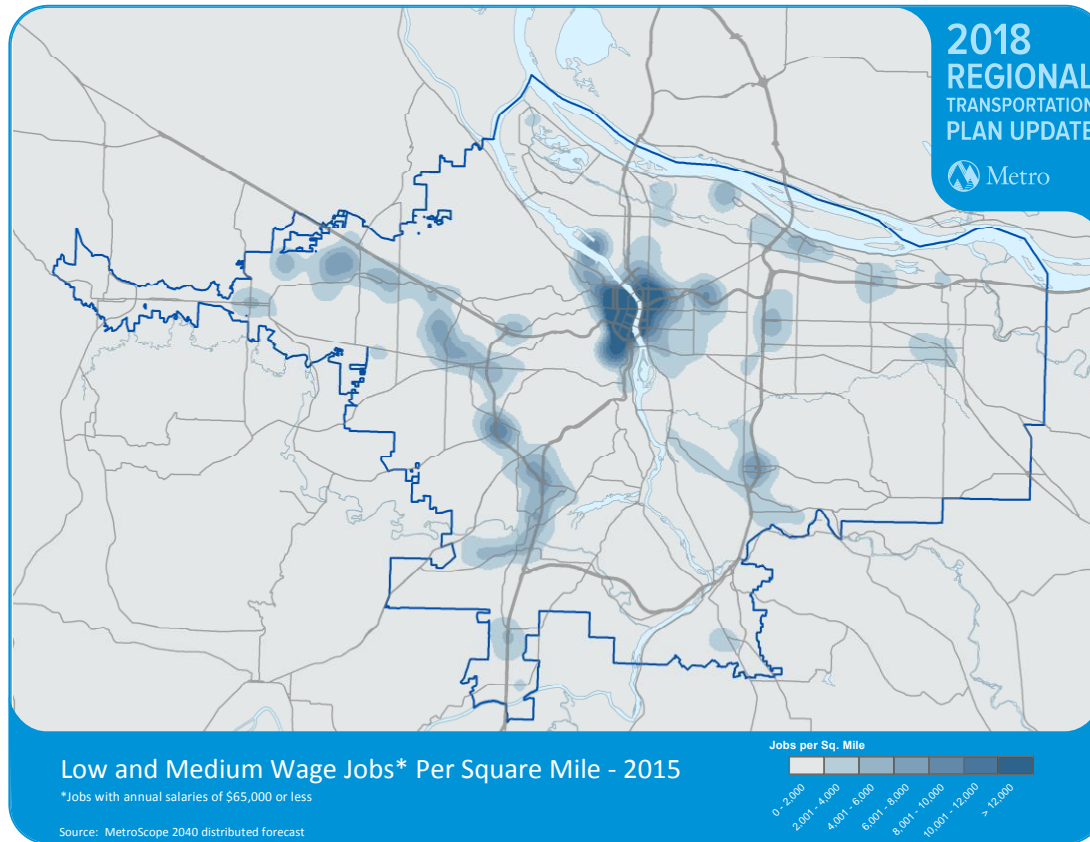 2018
REGIONAL
TRANSPORTATION
PLAN UPDATE
Metro
Low and Medium Wage Jobs* Per Square Mile - 2015
*Jobs with annual salaries of $65,000 or less
Source: MetroScope 2040 distributed forecast
Jobs per Sq. Mile
0 - 2,000
2,001 - 4,000
4,001 - 6,000
6,001 - 8,000
8,001 - 10,000
10,001 - 12,000
> 12,000